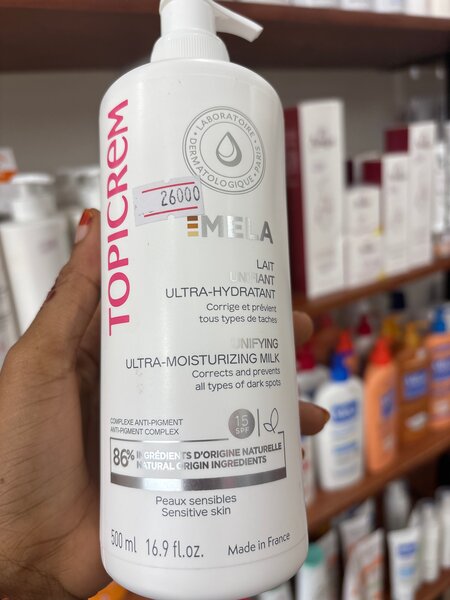 TOPICREM
LABORATOIRE
DERMATOLOGIQUE • PARIS
26000
MELA
LAIT
UNIFIANT
ULTRA-HYDRATANT
Corrige et prévient
tous types de taches
UNIFYING
ULTRA-MOISTURIZING MILK
Corrects and prevents
all types of dark spots
COMPLEXE ANTI-PIGMENT
ANTI-PIGMENT COMPLEX
15
SPF
86% INGRÉDIENTS D'ORIGINE NATURELLE
NATURAL ORIGIN INGREDIENTS
Peaux sensibles
Sensitive skin
500 ml 16.9 fl.oz. Made in France